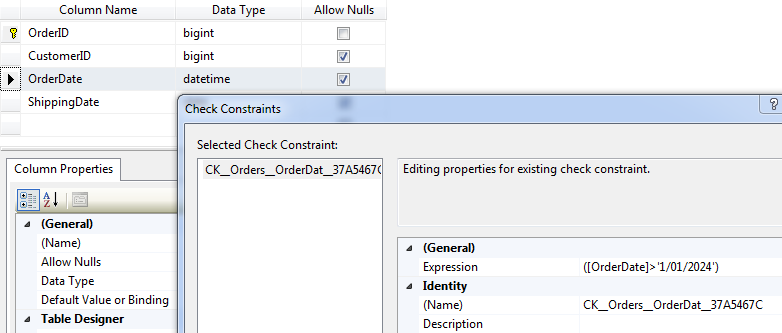 Column Name Data Type Allow Nulls
OrderID bigint
CustomerID bigint
OrderDate datetime
ShippingDate
Check Constraints
Selected Check Constraint:
CK__Orders__OrderDat__37A5467C
Editing properties for existing check constraint.
Column Properties
(General)
(Name)
Allow Nulls
Data Type
Default Value or Binding
Table Designer
(General)
Expression ([OrderDate]>'1/01/2024')
Identity
(Name) CK__Orders__OrderDat__37A5467C
Description